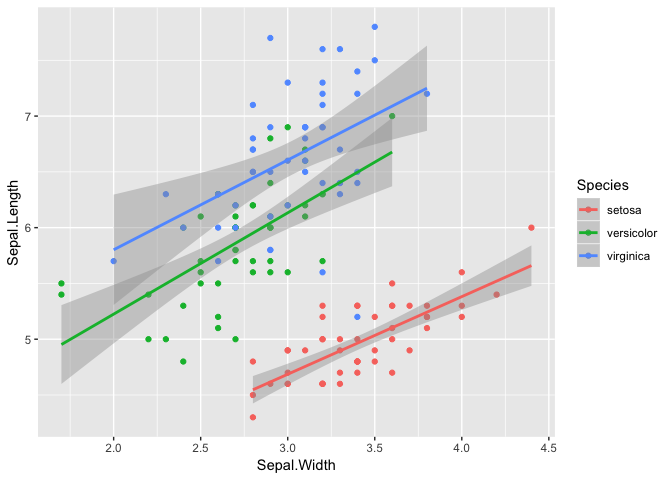 7
6
5
Sepal.Length
2.0 2.5 3.0 3.5 4.0 4.5
Sepal.Width
Species
setosa
versicolor
virginica